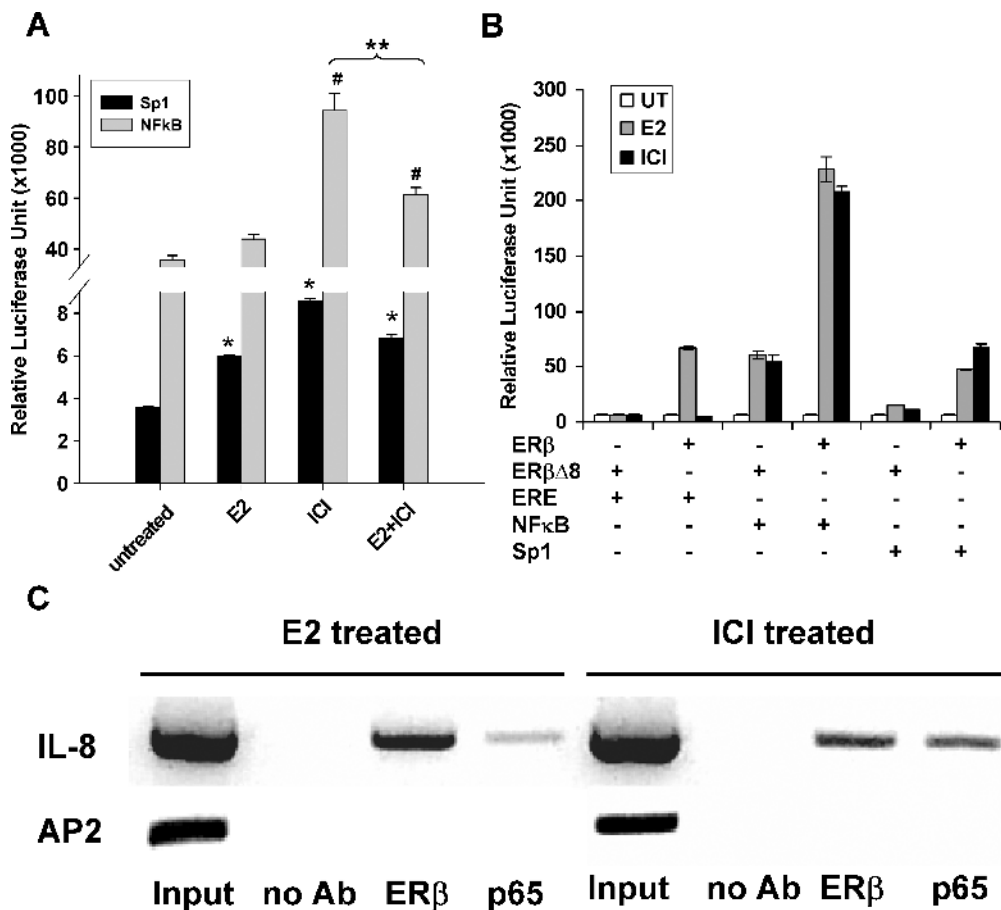 A
Relative Luciferase Unit (x1000)
100
80
60
40
8
6
4
2
0
Sp1
NFkB
**
#
#
*
*
*
untreated
E2
ICI
E2+ICI
B
Relative Luciferase Unit (x1000)
300
250
200
150
100
50
0
UT
E2
ICI
ERβ - + - + - +
ERβΔ8 + - + - + -
ERE + + - - - -
NFκB - - + + - -
Sp1 - - - - + +
C
E2 treated ICI treated
IL-8
AP2
Input no Ab ERβ p65 Input no Ab ERβ p65